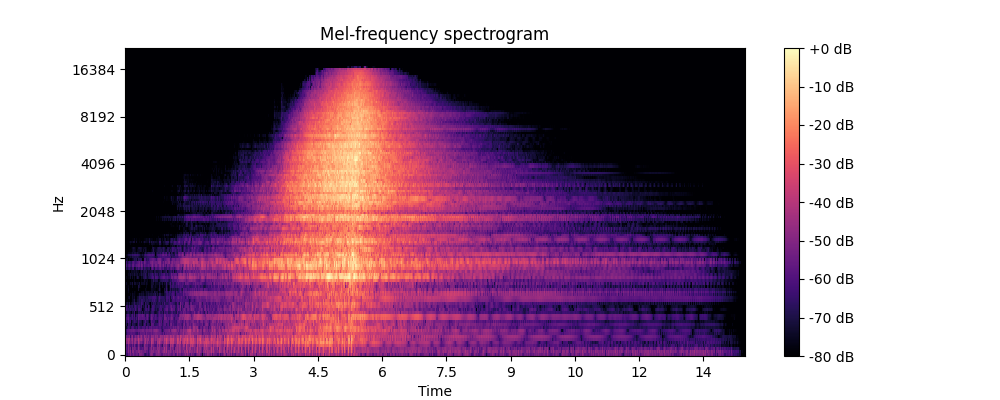 Mel-frequency spectrogram
Hz
16384
8192
4096
2048
1024
512
0
0 1.5 3 4.5 6 7.5 9 10 12 14
Time
+0 dB
-10 dB
-20 dB
-30 dB
-40 dB
-50 dB
-60 dB
-70 dB
-80 dB